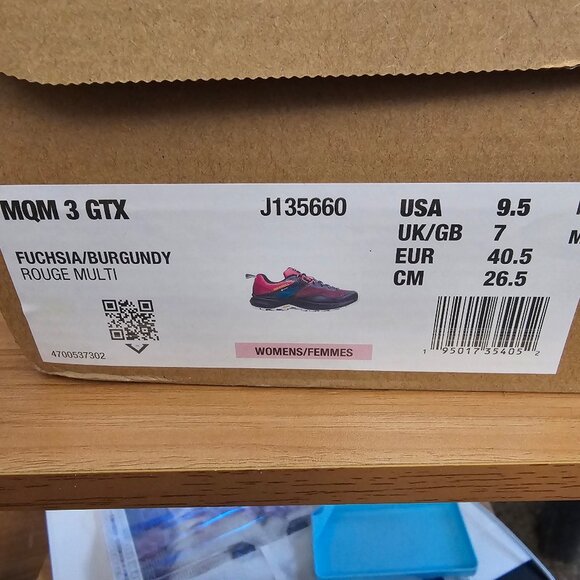 MQM 3 GTX
J135660
FUCHSIA/BURGUNDY
ROUGE MULTI
4700537302
WOMENS/FEMMES
USA 9.5
UK/GB 7
EUR 40.5
CM 26.5
1 95017 35405 2